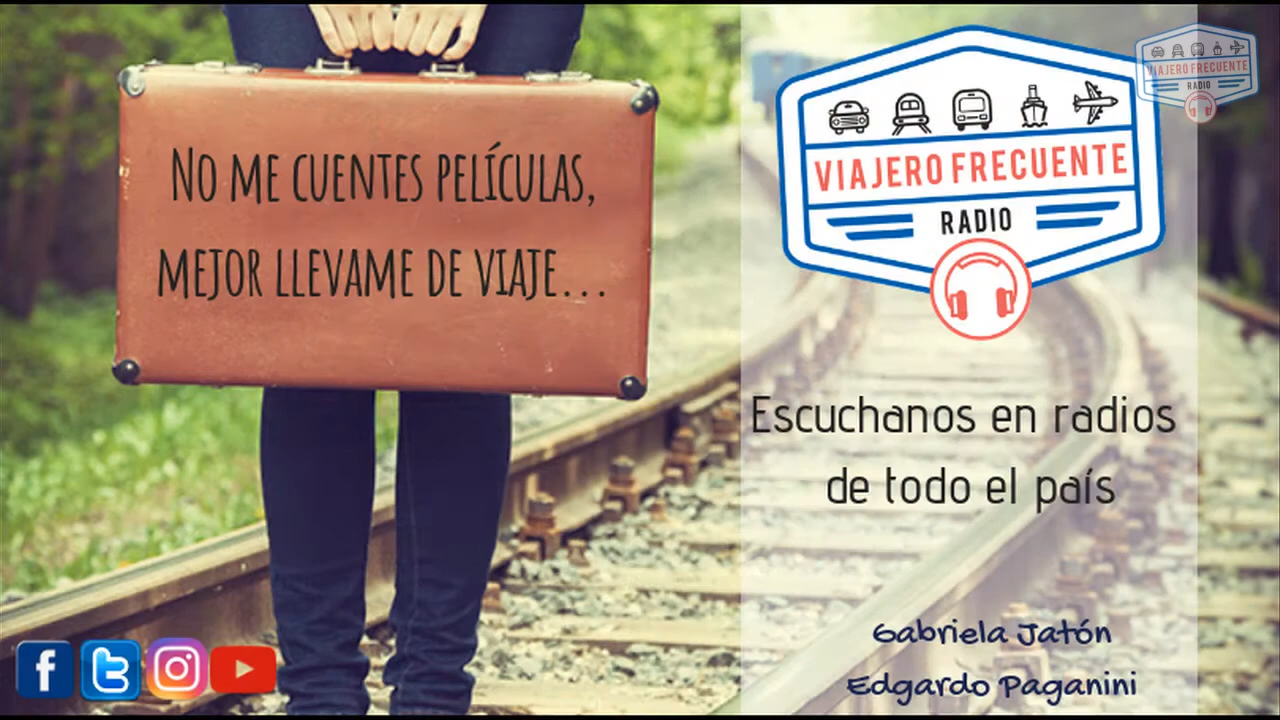 No me cuentes películas,
mejor llevame de viaje...
VIAJERO FRECUENTE
RADIO
VIAJERO FRECUENTE
RADIO
Escuchanos en radios
de todo el país
Gabriela Jatón
Edgardo Paganini